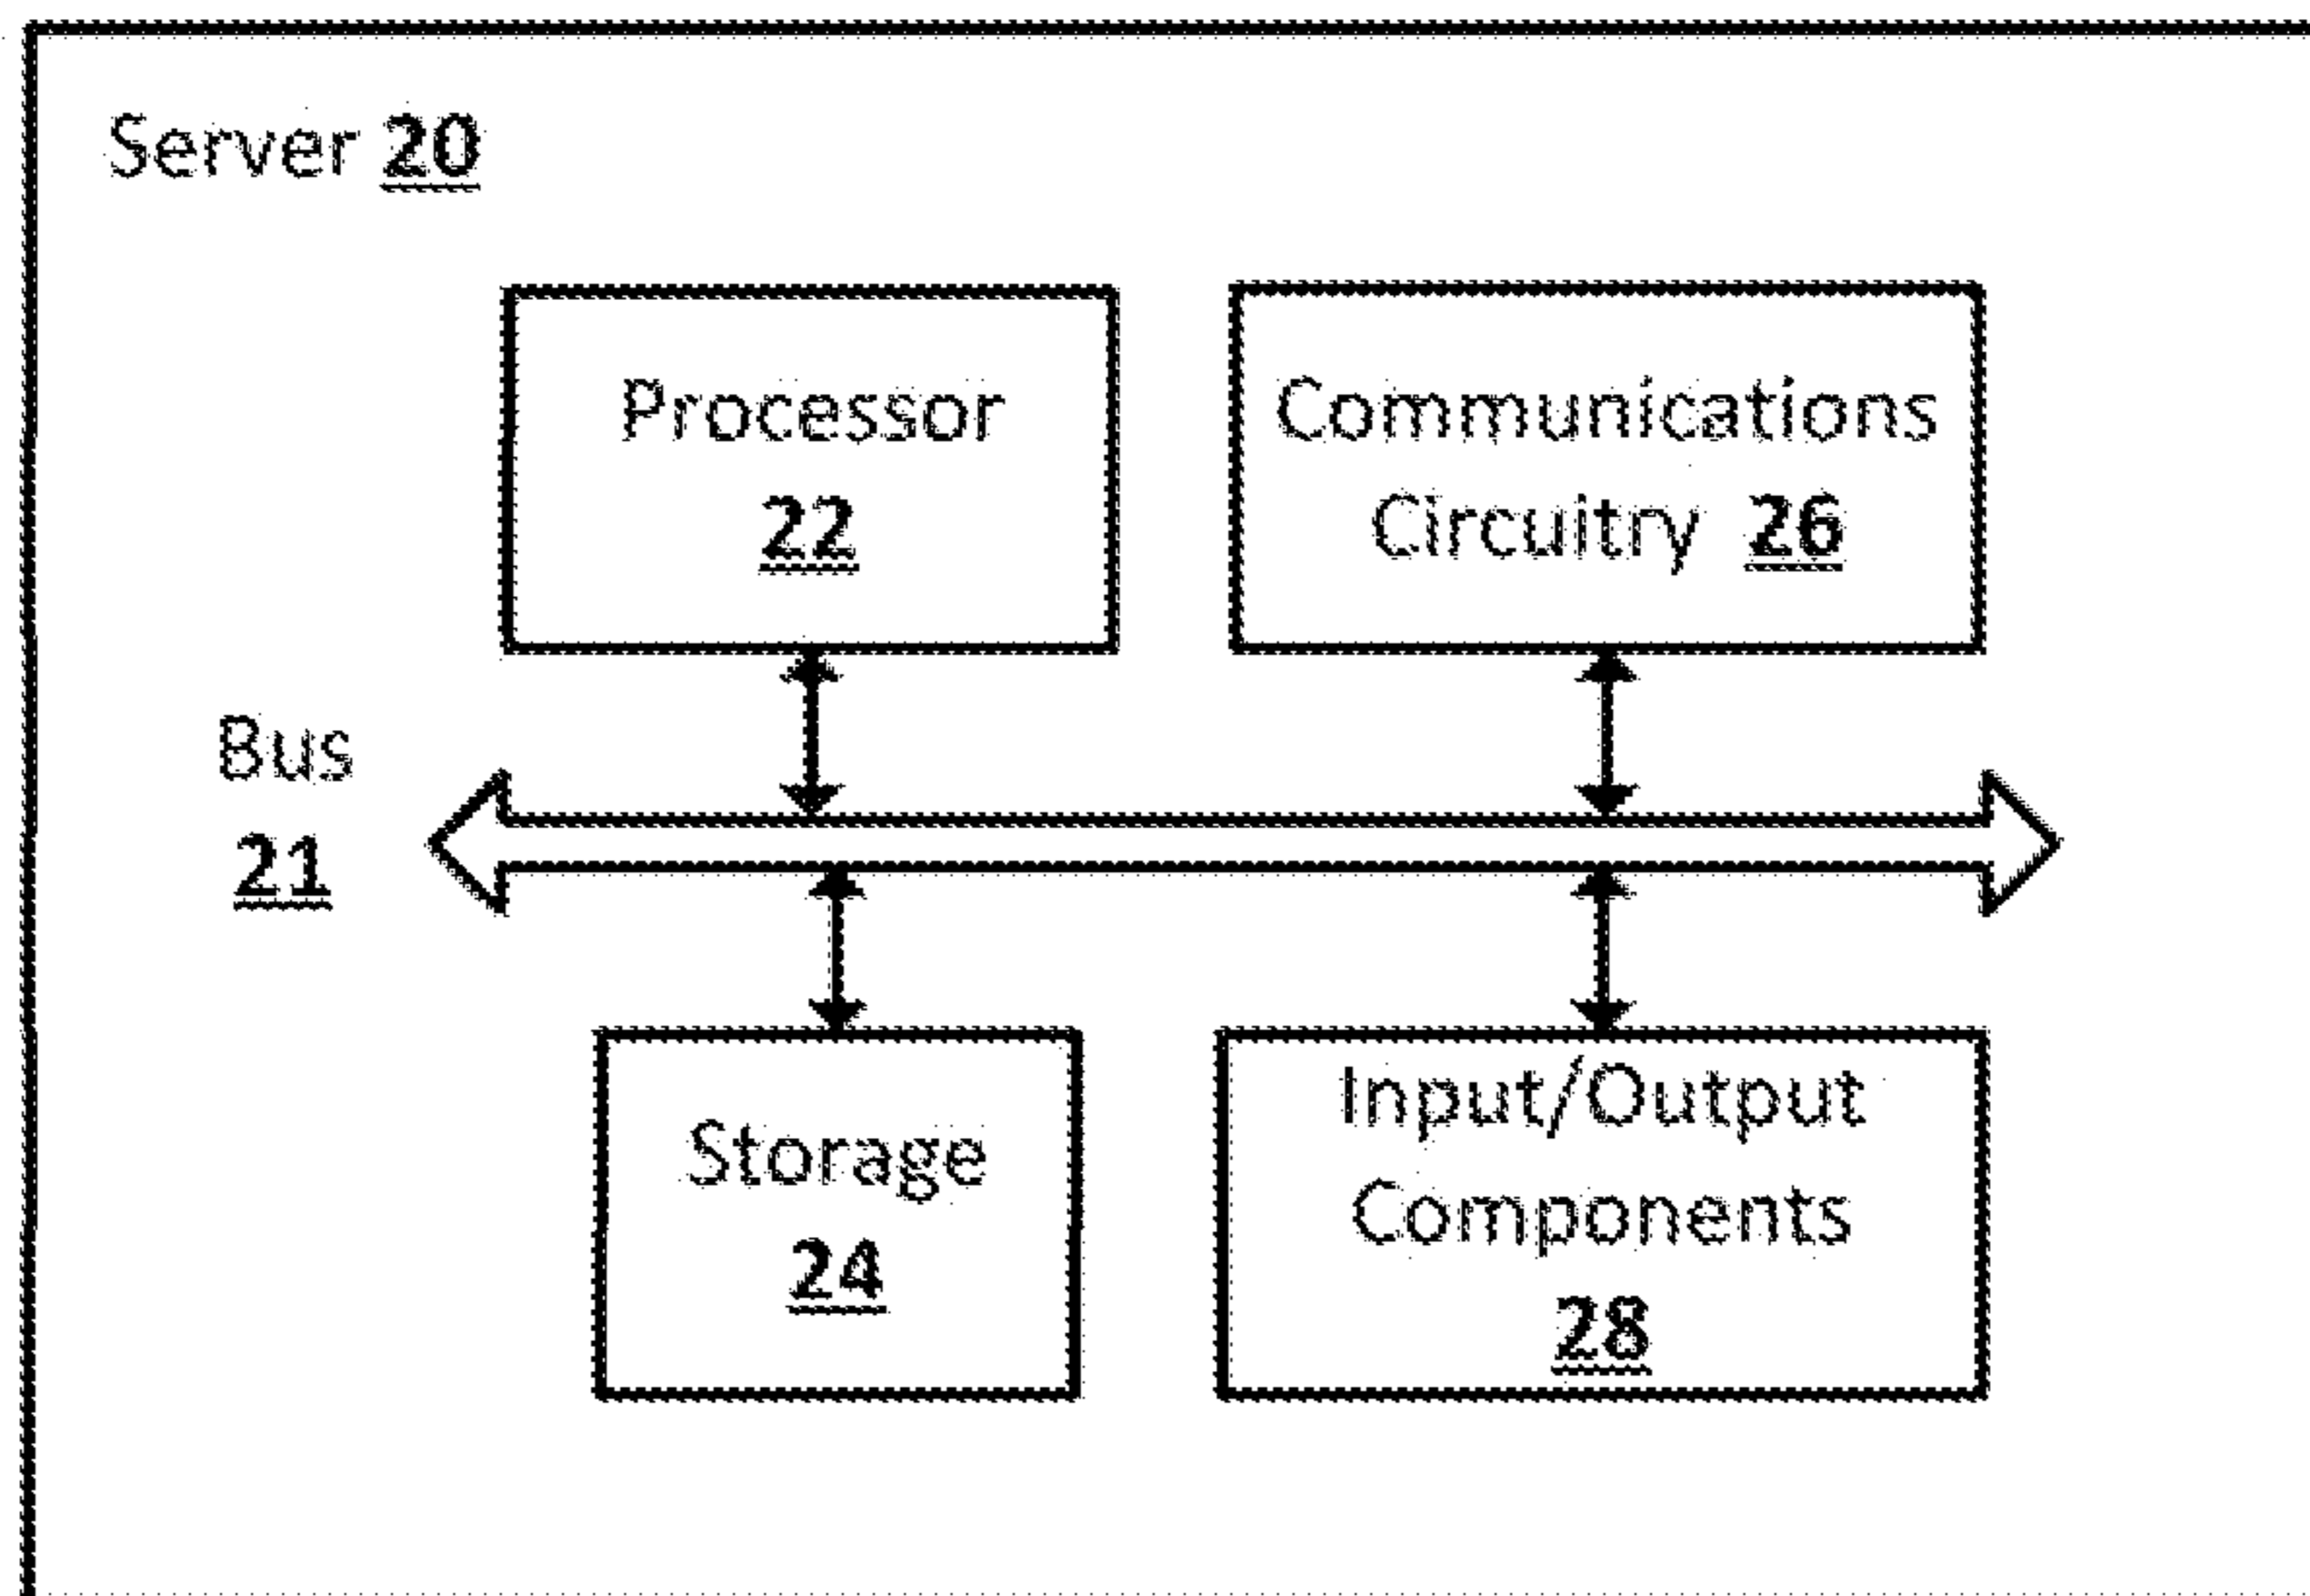 Server 20
Processor
22
Communications
Circuitry 26
Bus
21
Storage
24
Input/Output
Components
28